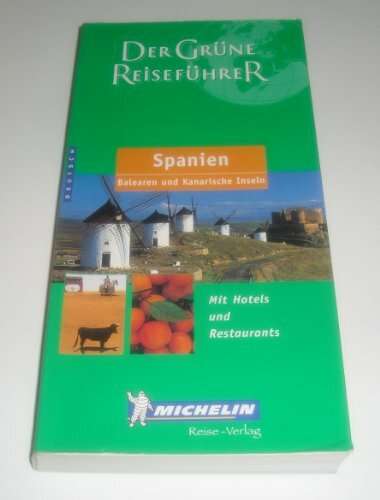 DER GRÜNE
REISEFÜHRER
DEUTSCH
Spanien
Balearen und Kanarische Inseln
Mit Hotels
und
Restaurants
MICHELIN
Reise-Verlag